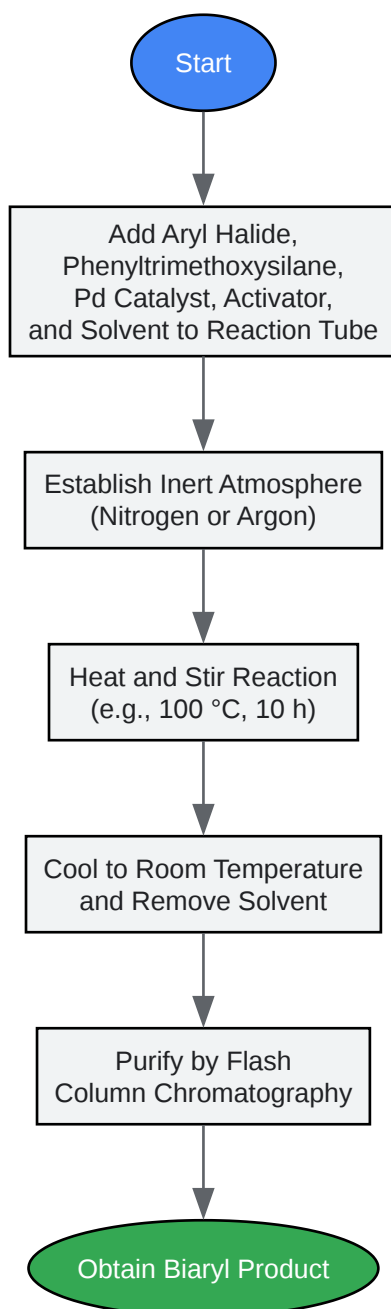 Start
Add Aryl Halide,
Phenyltrimethoxysilane,
Pd Catalyst, Activator,
and Solvent to Reaction Tube
Establish Inert Atmosphere
(Nitrogen or Argon)
Heat and Stir Reaction
(e.g., 100 °C, 10 h)
Cool to Room Temperature
and Remove Solvent
Purify by Flash
Column Chromatography
Obtain Biaryl Product